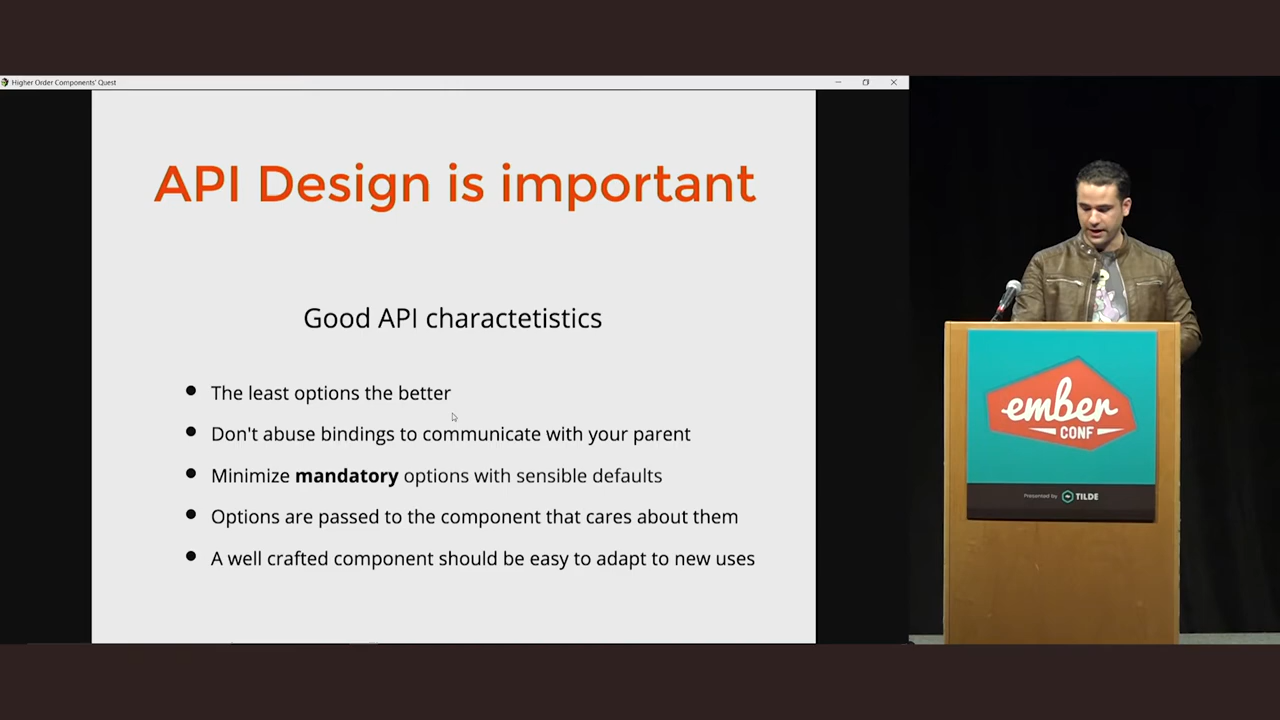 Higher Order Components' Quest
API Design is important
Good API charactetistics
The least options the better
Don't abuse bindings to communicate with your parent
Minimize mandatory options with sensible defaults
Options are passed to the component that cares about them
A well crafted component should be easy to adapt to new uses
ember
CONF
Presented by TILDE